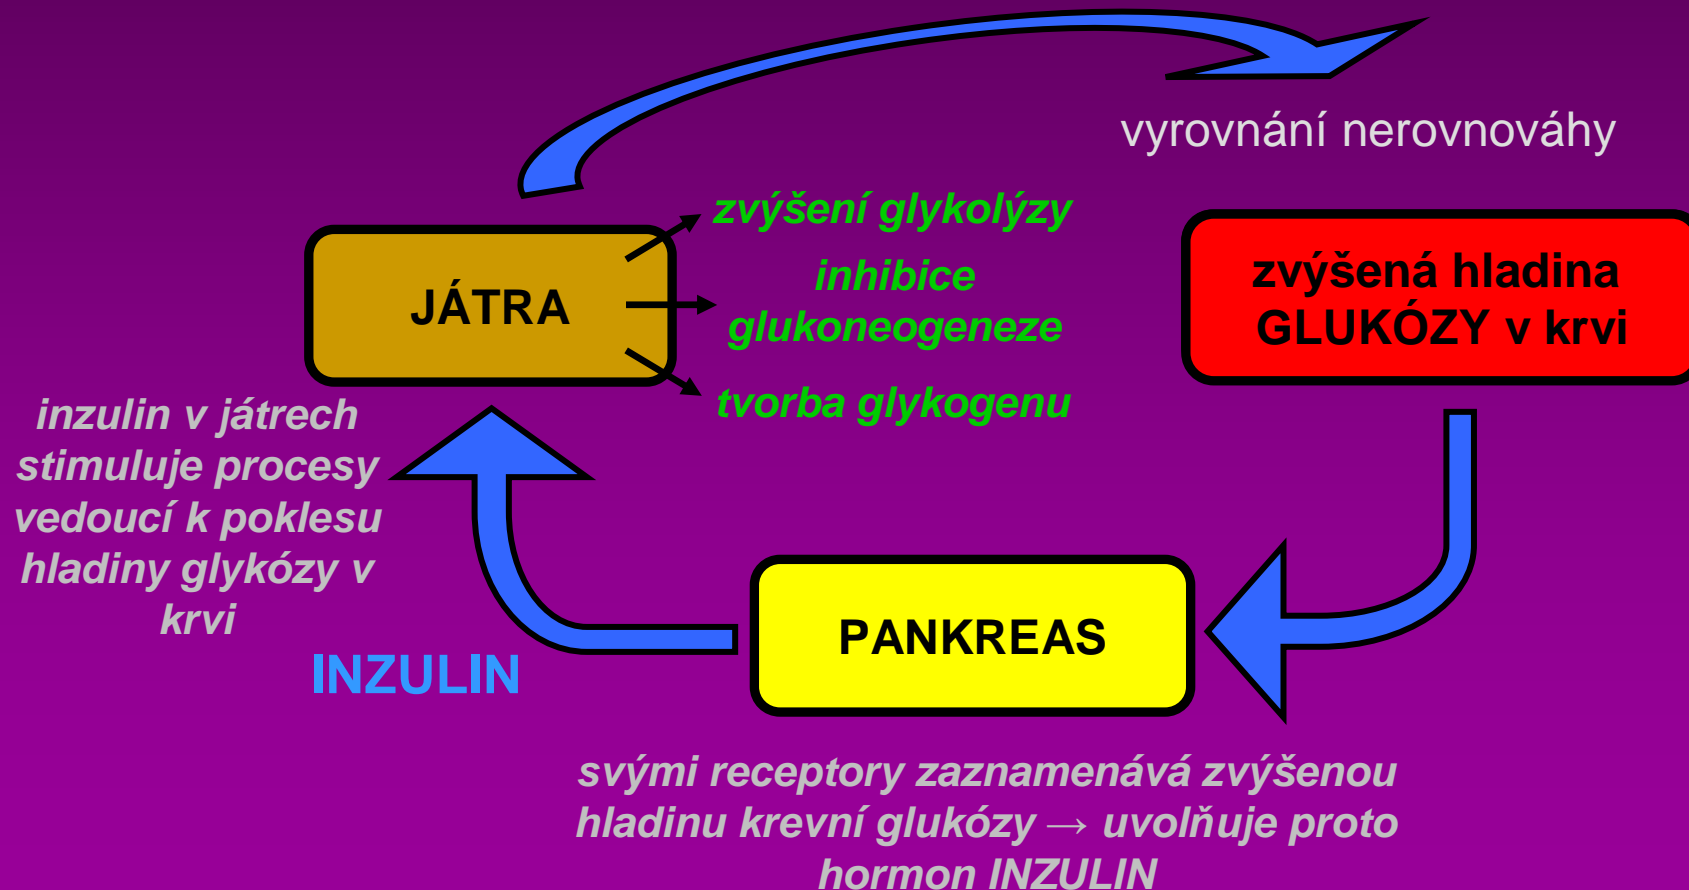 vyrovnání nerovnováhy
zvýšení glykolýzy
inhibice
glukoneogeneze
tvorba glykogenu
JÁTRA
zvýšená hladina
GLUKÓZY v krvi
inzulin v játrech
stimuluje procesy
vedoucí k poklesu
hladiny glykózy v
krvi
INZULIN
PANKREAS
svými receptory zaznamenává zvýšenou
hladinu krevní glukózy → uvolňuje proto
hormon INZULIN